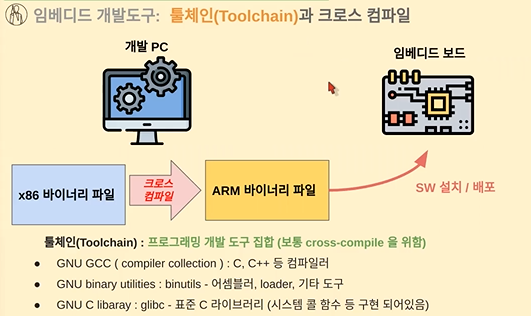 임베디드 개발도구: 툴체인(Toolchain)과 크로스 컴파일
개발 PC
임베디드 보드
x86 바이너리 파일
크로스
컴파일
ARM 바이너리 파일
SW 설치 / 배포
툴체인(Toolchain) : 프로그래밍 개발 도구 집합 (보통 cross-compile 을 위함)
● GNU GCC ( compiler collection ) : C, C++ 등 컴파일러
● GNU binary utilities : binutils - 어셈블러, loader, 기타 도구
● GNU C libaray : glibc - 표준 C 라이브러리 (시스템 콜 함수 등 구현 되어있음)